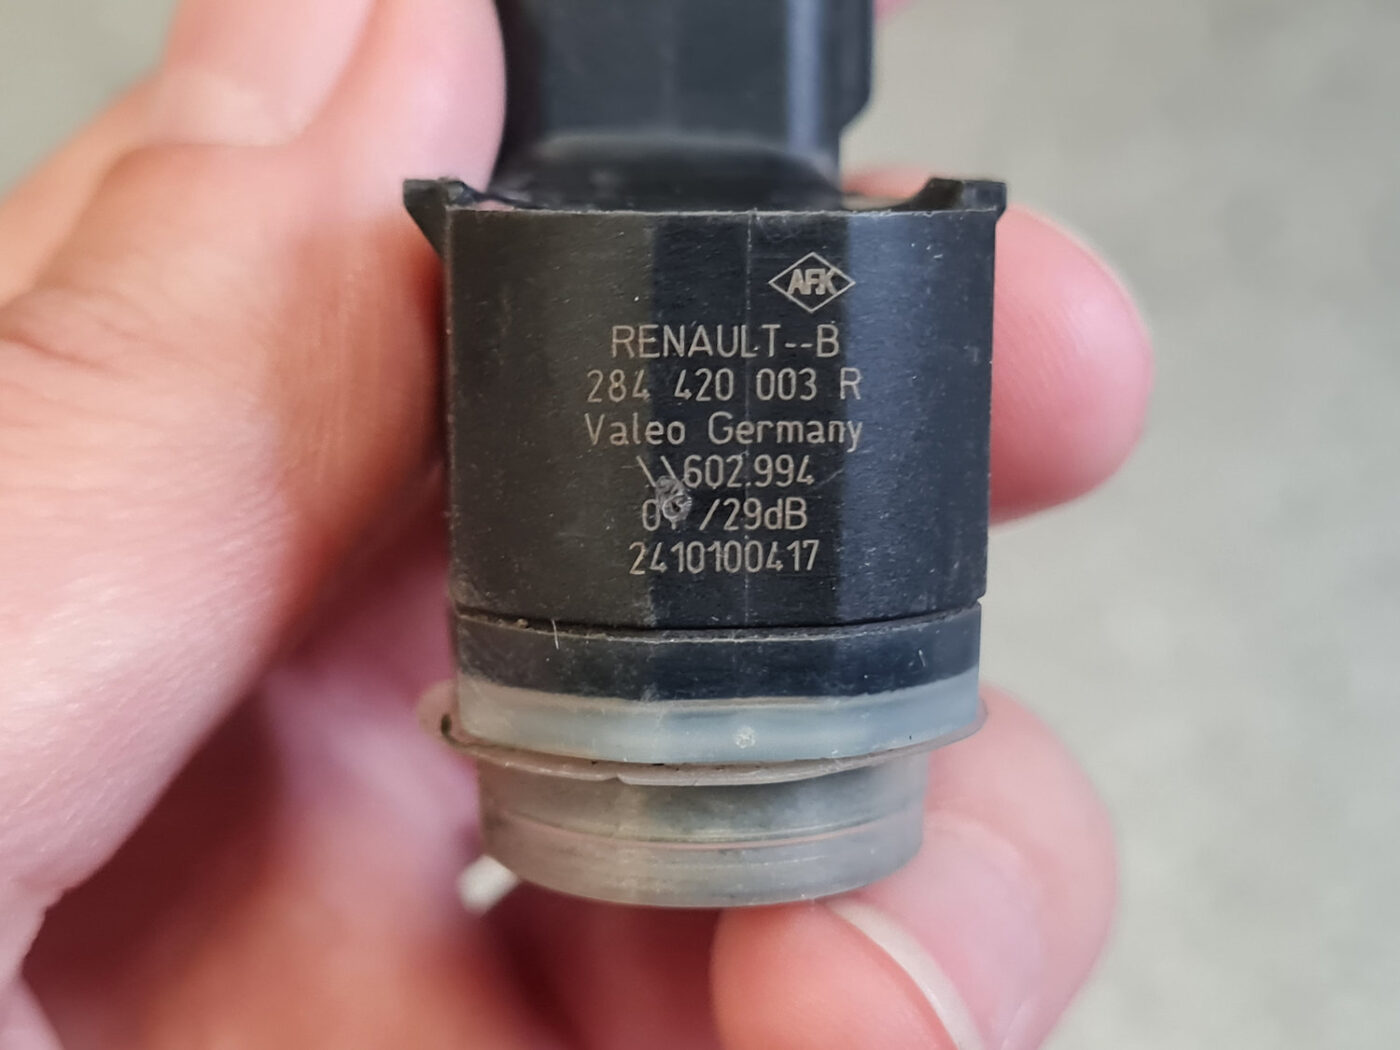 AFK
RENAULT--B
284 420 003 R
Valeo Germany
\\602.994
/29dB
2410100417